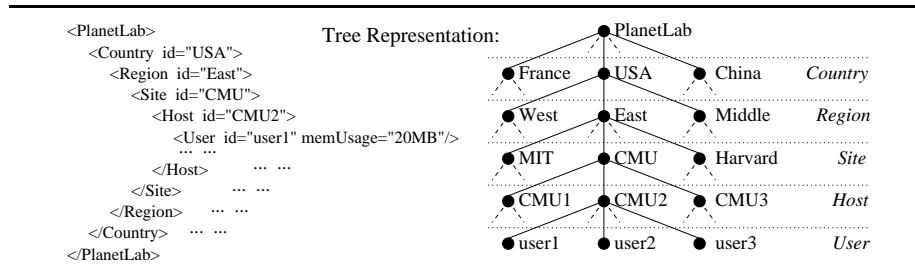 <PlanetLab>
<Country id="USA">
<Region id="East">
<Site id="CMU">
<Host id="CMU2">
<User id="user1" memUsage="20MB"/>
... ...
</Host> ... ...
</Site> ... ...
</Region> ... ...
</Country> ... ...
</PlanetLab>
Tree Representation:
PlanetLab
France USA China Country
West East Middle Region
MIT CMU Harvard Site
CMU1 CMU2 CMU3 Host
user1 user2 user3 User